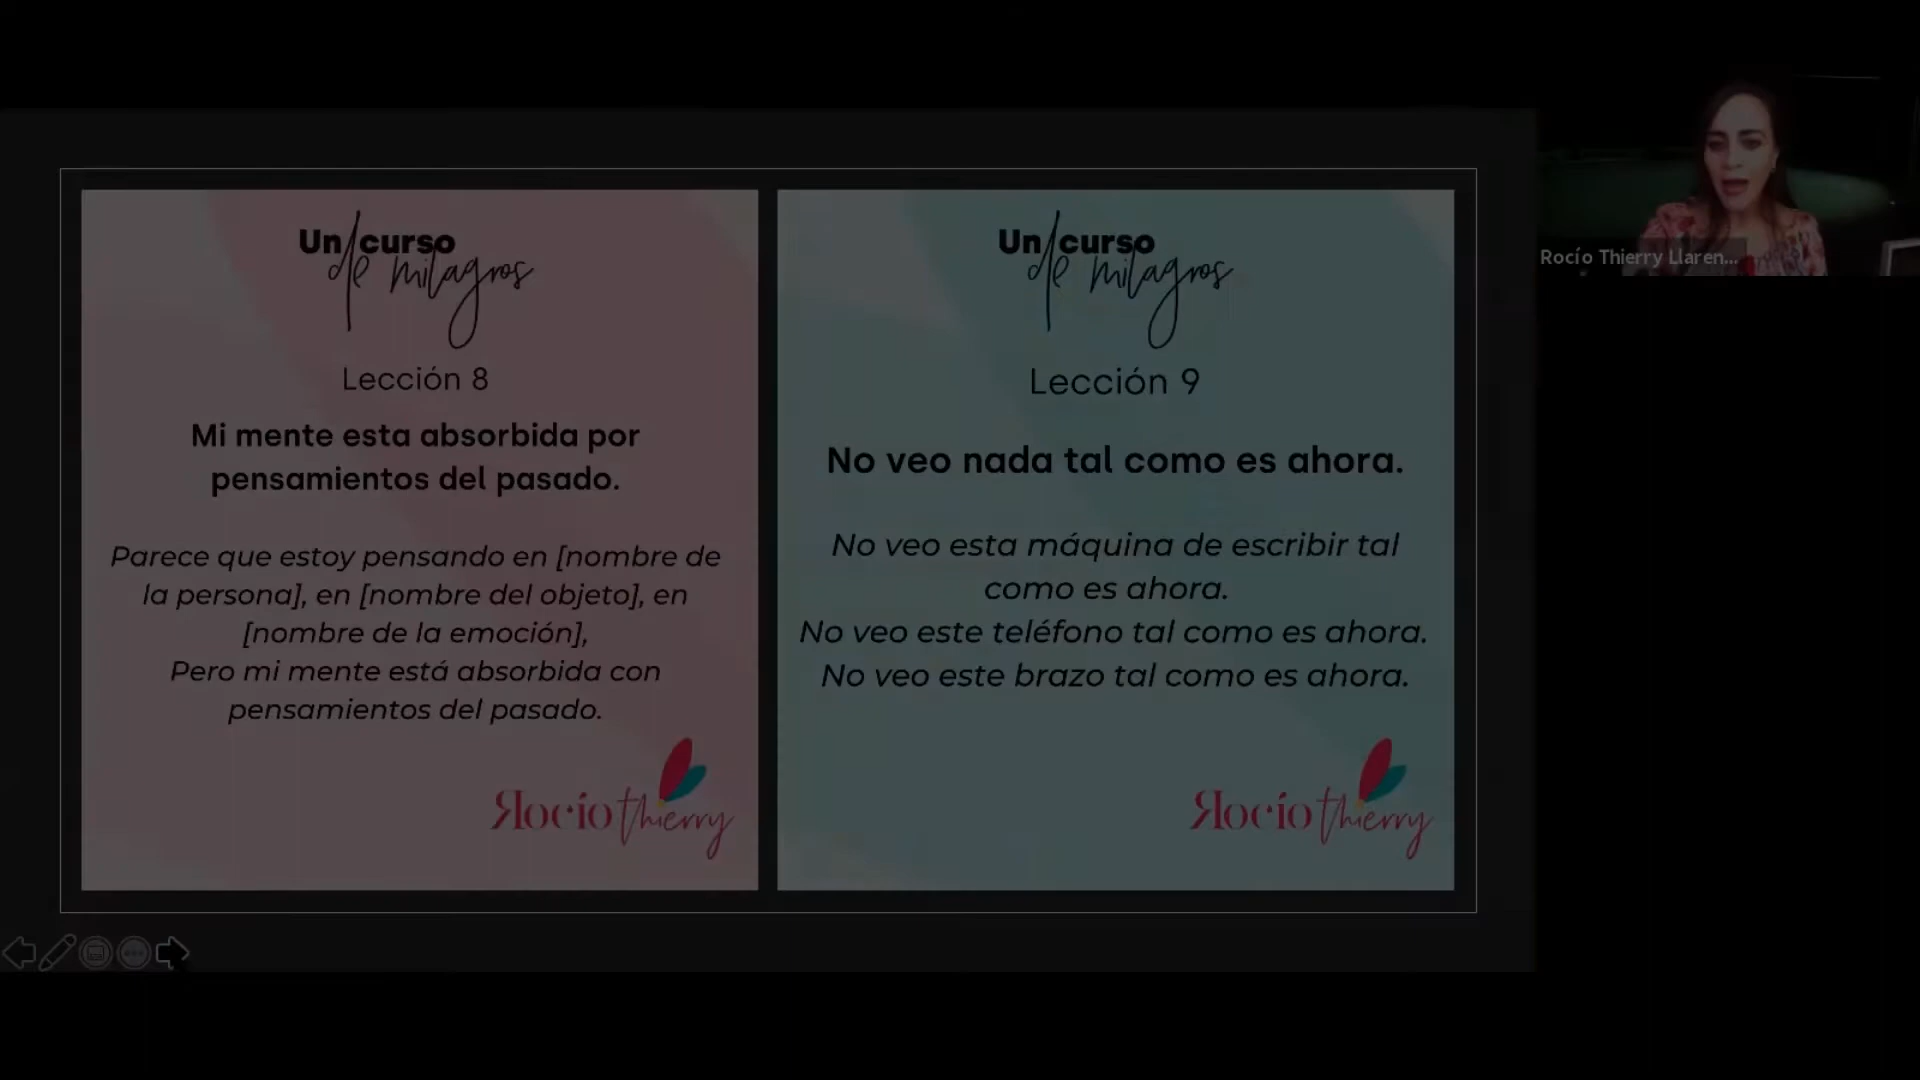 Un curso
de milagros
Lección 8
Mi mente esta absorbida por
pensamientos del pasado.
Parece que estoy pensando en [nombre de
la persona], en [nombre del objeto], en
[nombre de la emoción],
Pero mi mente está absorbida con
pensamientos del pasado.
Rocío thierry
Un curso
de milagros
Lección 9
No veo nada tal como es ahora.
No veo esta máquina de escribir tal
como es ahora.
No veo este teléfono tal como es ahora.
No veo este brazo tal como es ahora.
Rocío thierry
Rocío Thierry Llaren...